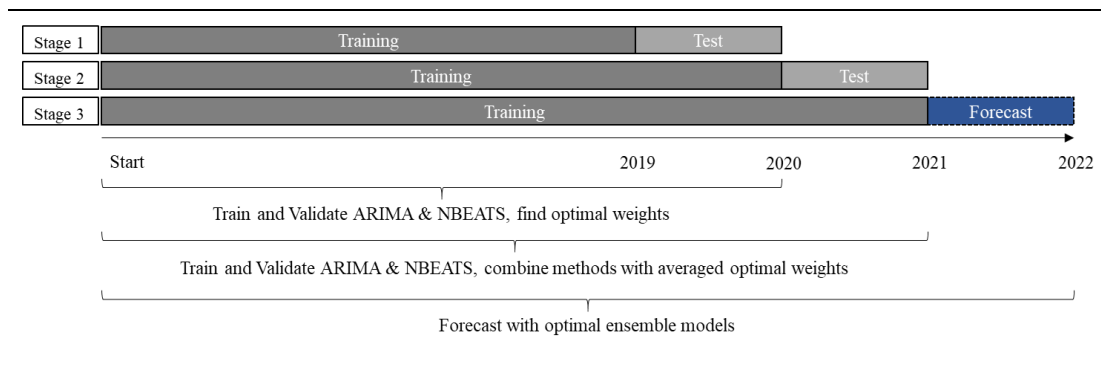 Stage 1 Training Test
Stage 2 Training Test
Stage 3 Training Forecast
Start 2019 2020 2021 2022
Train and Validate ARIMA & NBEATS, find optimal weights
Train and Validate ARIMA & NBEATS, combine methods with averaged optimal weights
Forecast with optimal ensemble models